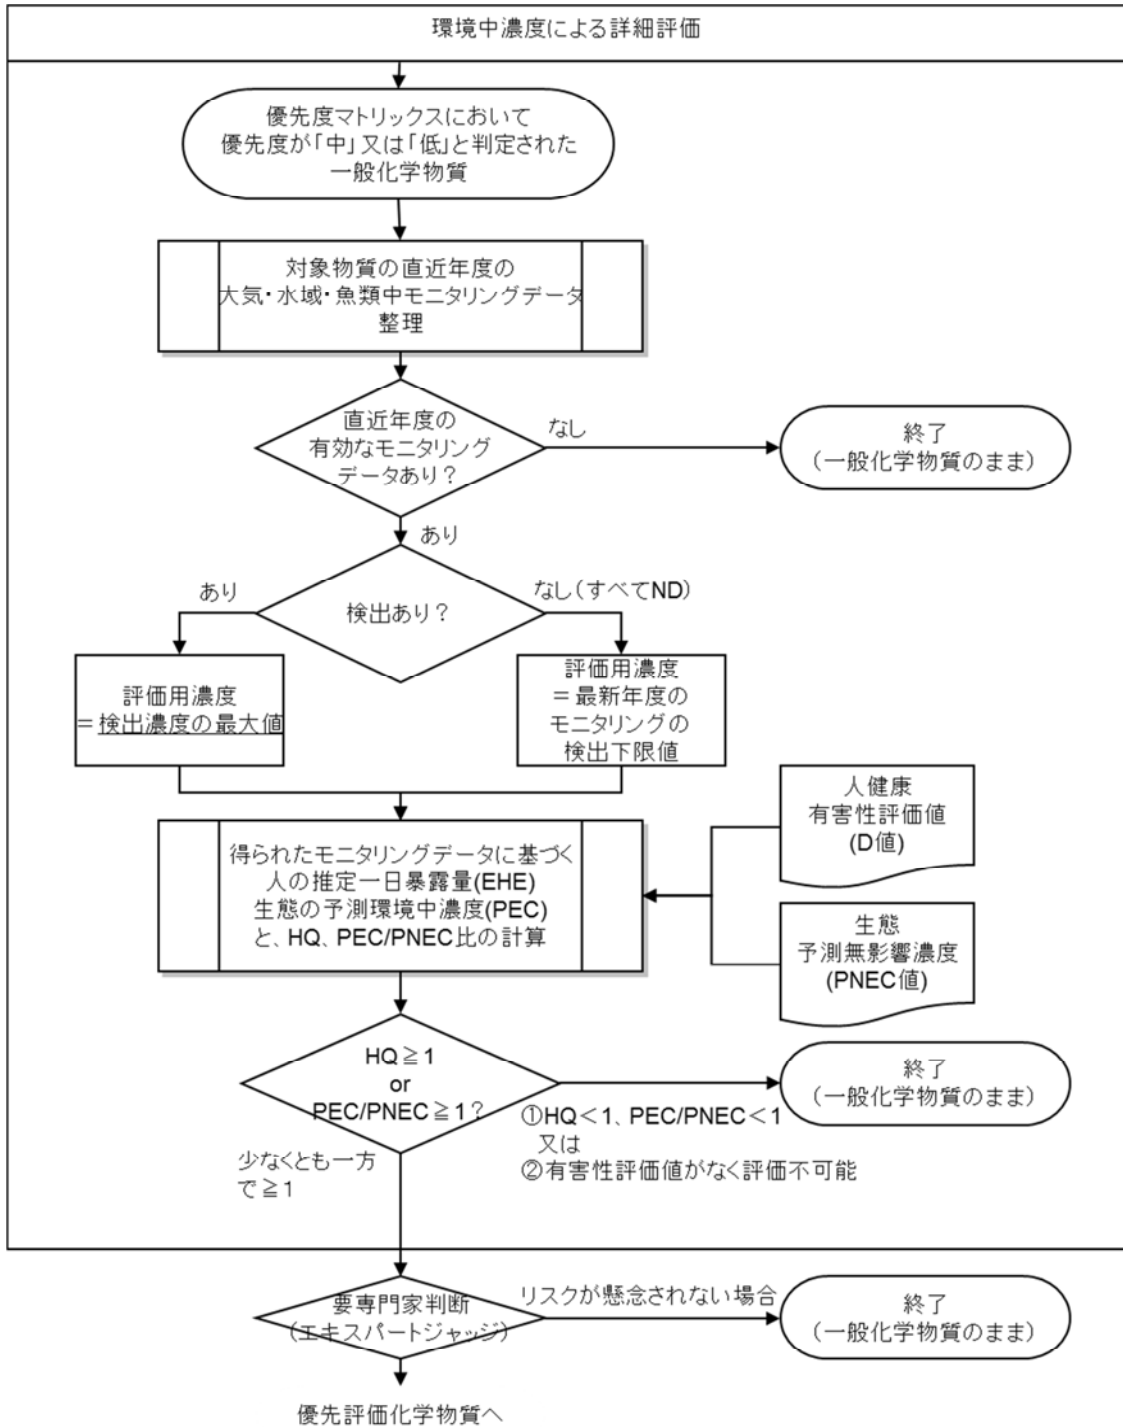 環境中濃度による詳細評価
優先度マトリックスにおいて
優先度が「中」又は「低」と判定された
一般化学物質
対象物質の直近年度の
大気・水域・魚類中モニタリングデータ
整理
直近年度の
有効なモニタリング
データあり？
なし
終了
（一般化学物質のまま）
あり
検出あり？
あり
なし（すべてND）
評価用濃度
＝検出濃度の最大値
評価用濃度
＝最新年度の
モニタリングの
検出下限値
人健康
有害性評価値
(D値)
得られたモニタリングデータに基づく
人の推定一日暴露量(EHE)
生態の予測環境中濃度(PEC)
と、HQ、PEC/PNEC比の計算
生態
予測無影響濃度
(PNEC値)
HQ≧1
or
PEC/PNEC≧1？
終了
（一般化学物質のまま）
①HQ＜1、PEC/PNEC＜1
又は
②有害性評価値がなく評価不可能
少なくとも一方
で≧1
要専門家判断
（エキスパートジャッジ）
リスクが懸念されない場合
終了
（一般化学物質のまま）
優先評価化学物質へ